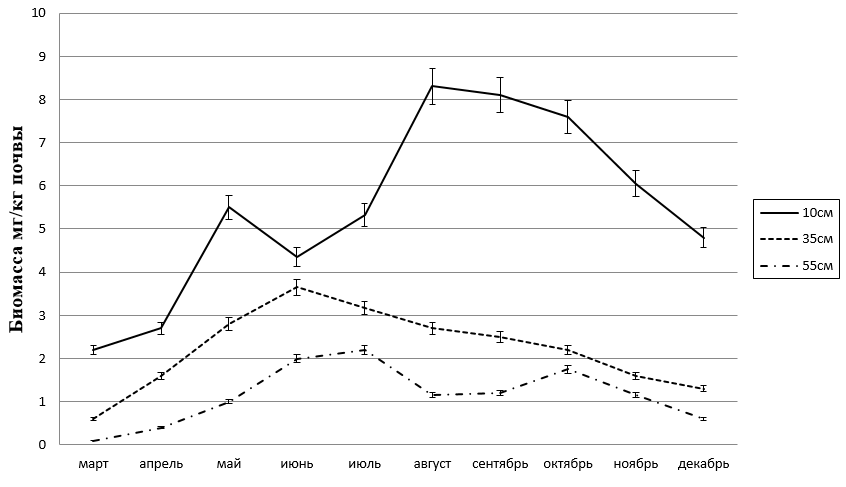 10
9
8
7
6
5
4
3
2
1
0
Биомасса мг/кг почвы
март апрель май июнь июль август сентябрь октябрь ноябрь декабрь
10см
35см
55см